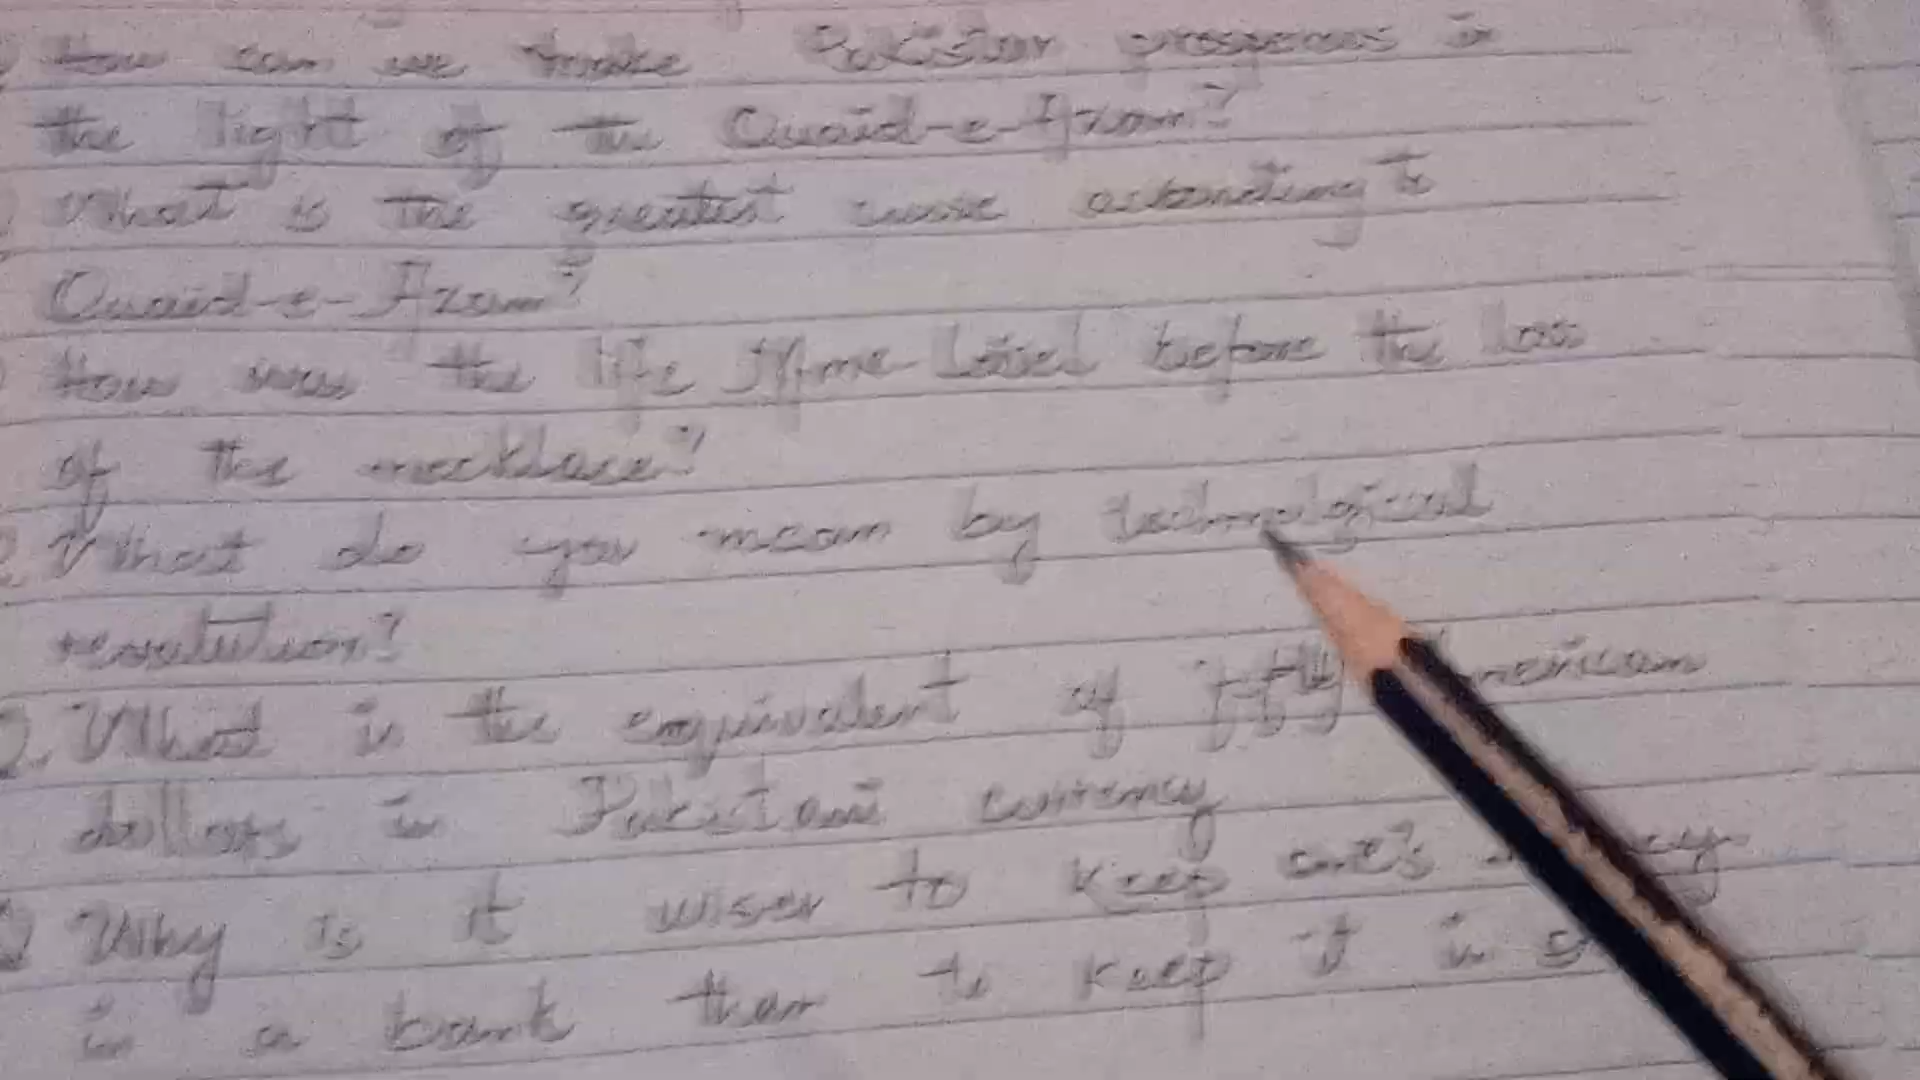 How can we make Pakistan prosperous in
the light of the Quaid-e-Azam?
What is the greatest curse according to
Quaid-e-Azam?
How was the life Mme-Loisel before the loss
of the necklace?
What do you mean by technolgical
revolution?
Q. What is the equivalent of fifty American
dollars in Pakistani currency
Q Why is it wiser to keep one's
in a bank than to keep it in